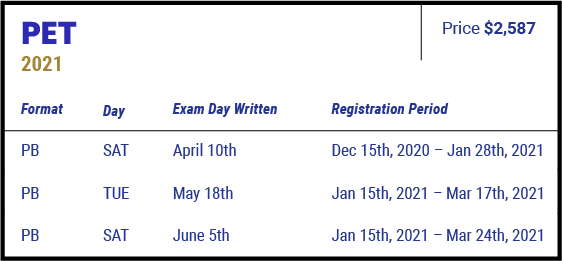 PET
Price $2,587
2021
Format Day Exam Day Written Registration Period
PB SAT April 10th Dec 15th, 2020 – Jan 28th, 2021
PB TUE May 18th Jan 15th, 2021 – Mar 17th, 2021
PB SAT June 5th Jan 15th, 2021 – Mar 24th, 2021